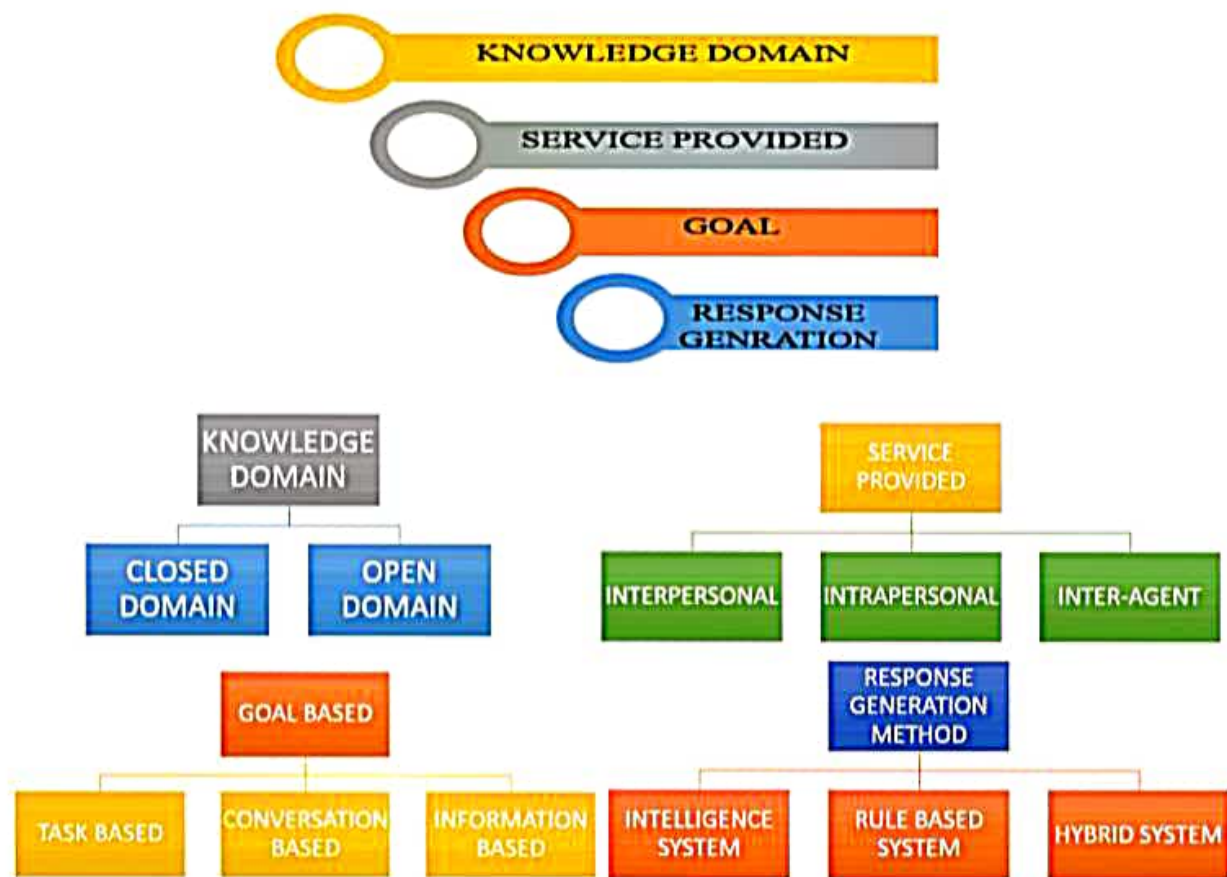 KNOWLEDGE DOMAIN
SERVICE PROVIDED
GOAL
RESPONSE
GENRATION
KNOWLEDGE
DOMAIN
CLOSED
DOMAIN
OPEN
DOMAIN
SERVICE
PROVIDED
INTERPERSONAL
INTRAPERSONAL
INTER-AGENT
GOAL BASED
TASK BASED
CONVERSATION
BASED
INFORMATION
BASED
RESPONSE
GENERATION
METHOD
INTELLIGENCE
SYSTEM
RULE BASED
SYSTEM
HYBRID SYSTEM